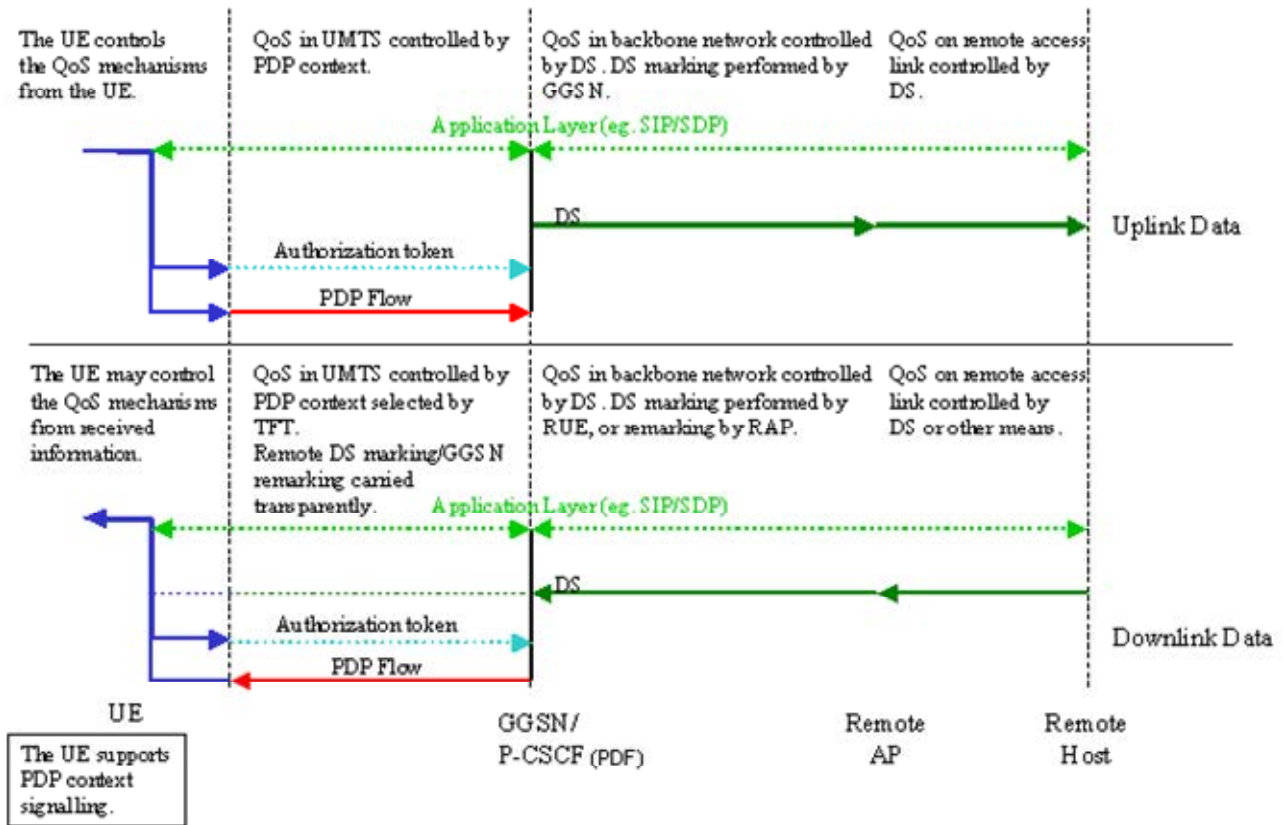 The UE controls
the QoS mechanisms
from the UE.
QoS in UMTS controlled by
PDP context.
QoS in backbone network controlled
by DS. DS marking performed by
GGSN.
QoS on remote access
link controlled by
DS.
Application Layer (eg. SIP/SDP)
DS
Uplink Data
Authorization token
PDP Flow
The UE may control
the QoS mechanisms
from received
information.
QoS in UMTS controlled by
PDP context selected by
TFT.
Remote DS marking/GGSN
remarking carried
transparently.
QoS in backbone network controlled
by DS. DS marking performed by
RUE, or remarking by RAP.
QoS on remote access
link controlled by
DS or other means.
Application Layer (eg. SIP/SDP)
DS
Authorization token
Downlink Data
PDP Flow
UE
GGSN/
P-CSCF (PDF)
Remote
AP
Remote
Host
The UE supports
PDP context
signalling.